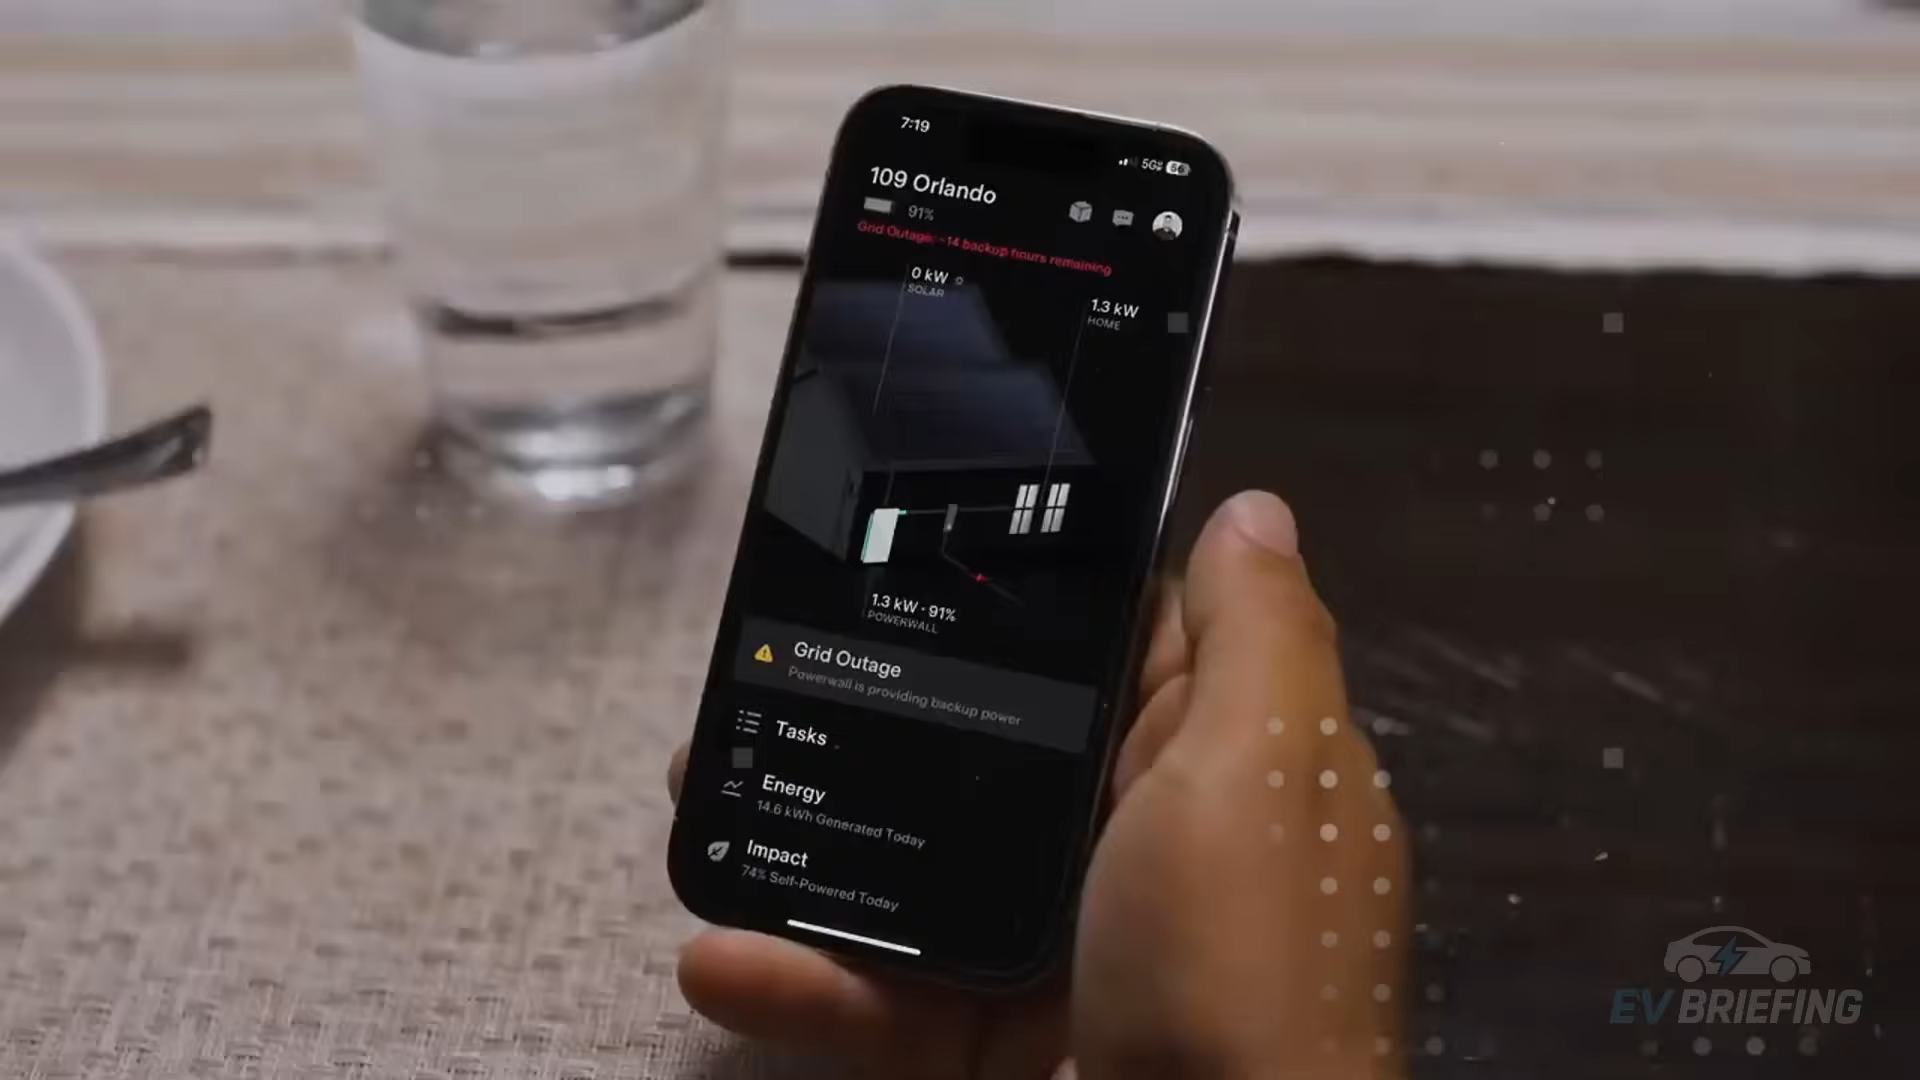 7:19
5G
56
109 Orlando
91%
Grid Outage: ~14 backup hours remaining
0 kW
SOLAR
1.3 kW
HOME
1.3 kW · 91%
POWERWALL
Grid Outage
Powerwall is providing backup power
Tasks
Energy
14.6 kWh Generated Today
Impact
74% Self-Powered Today
EV BRIEFING